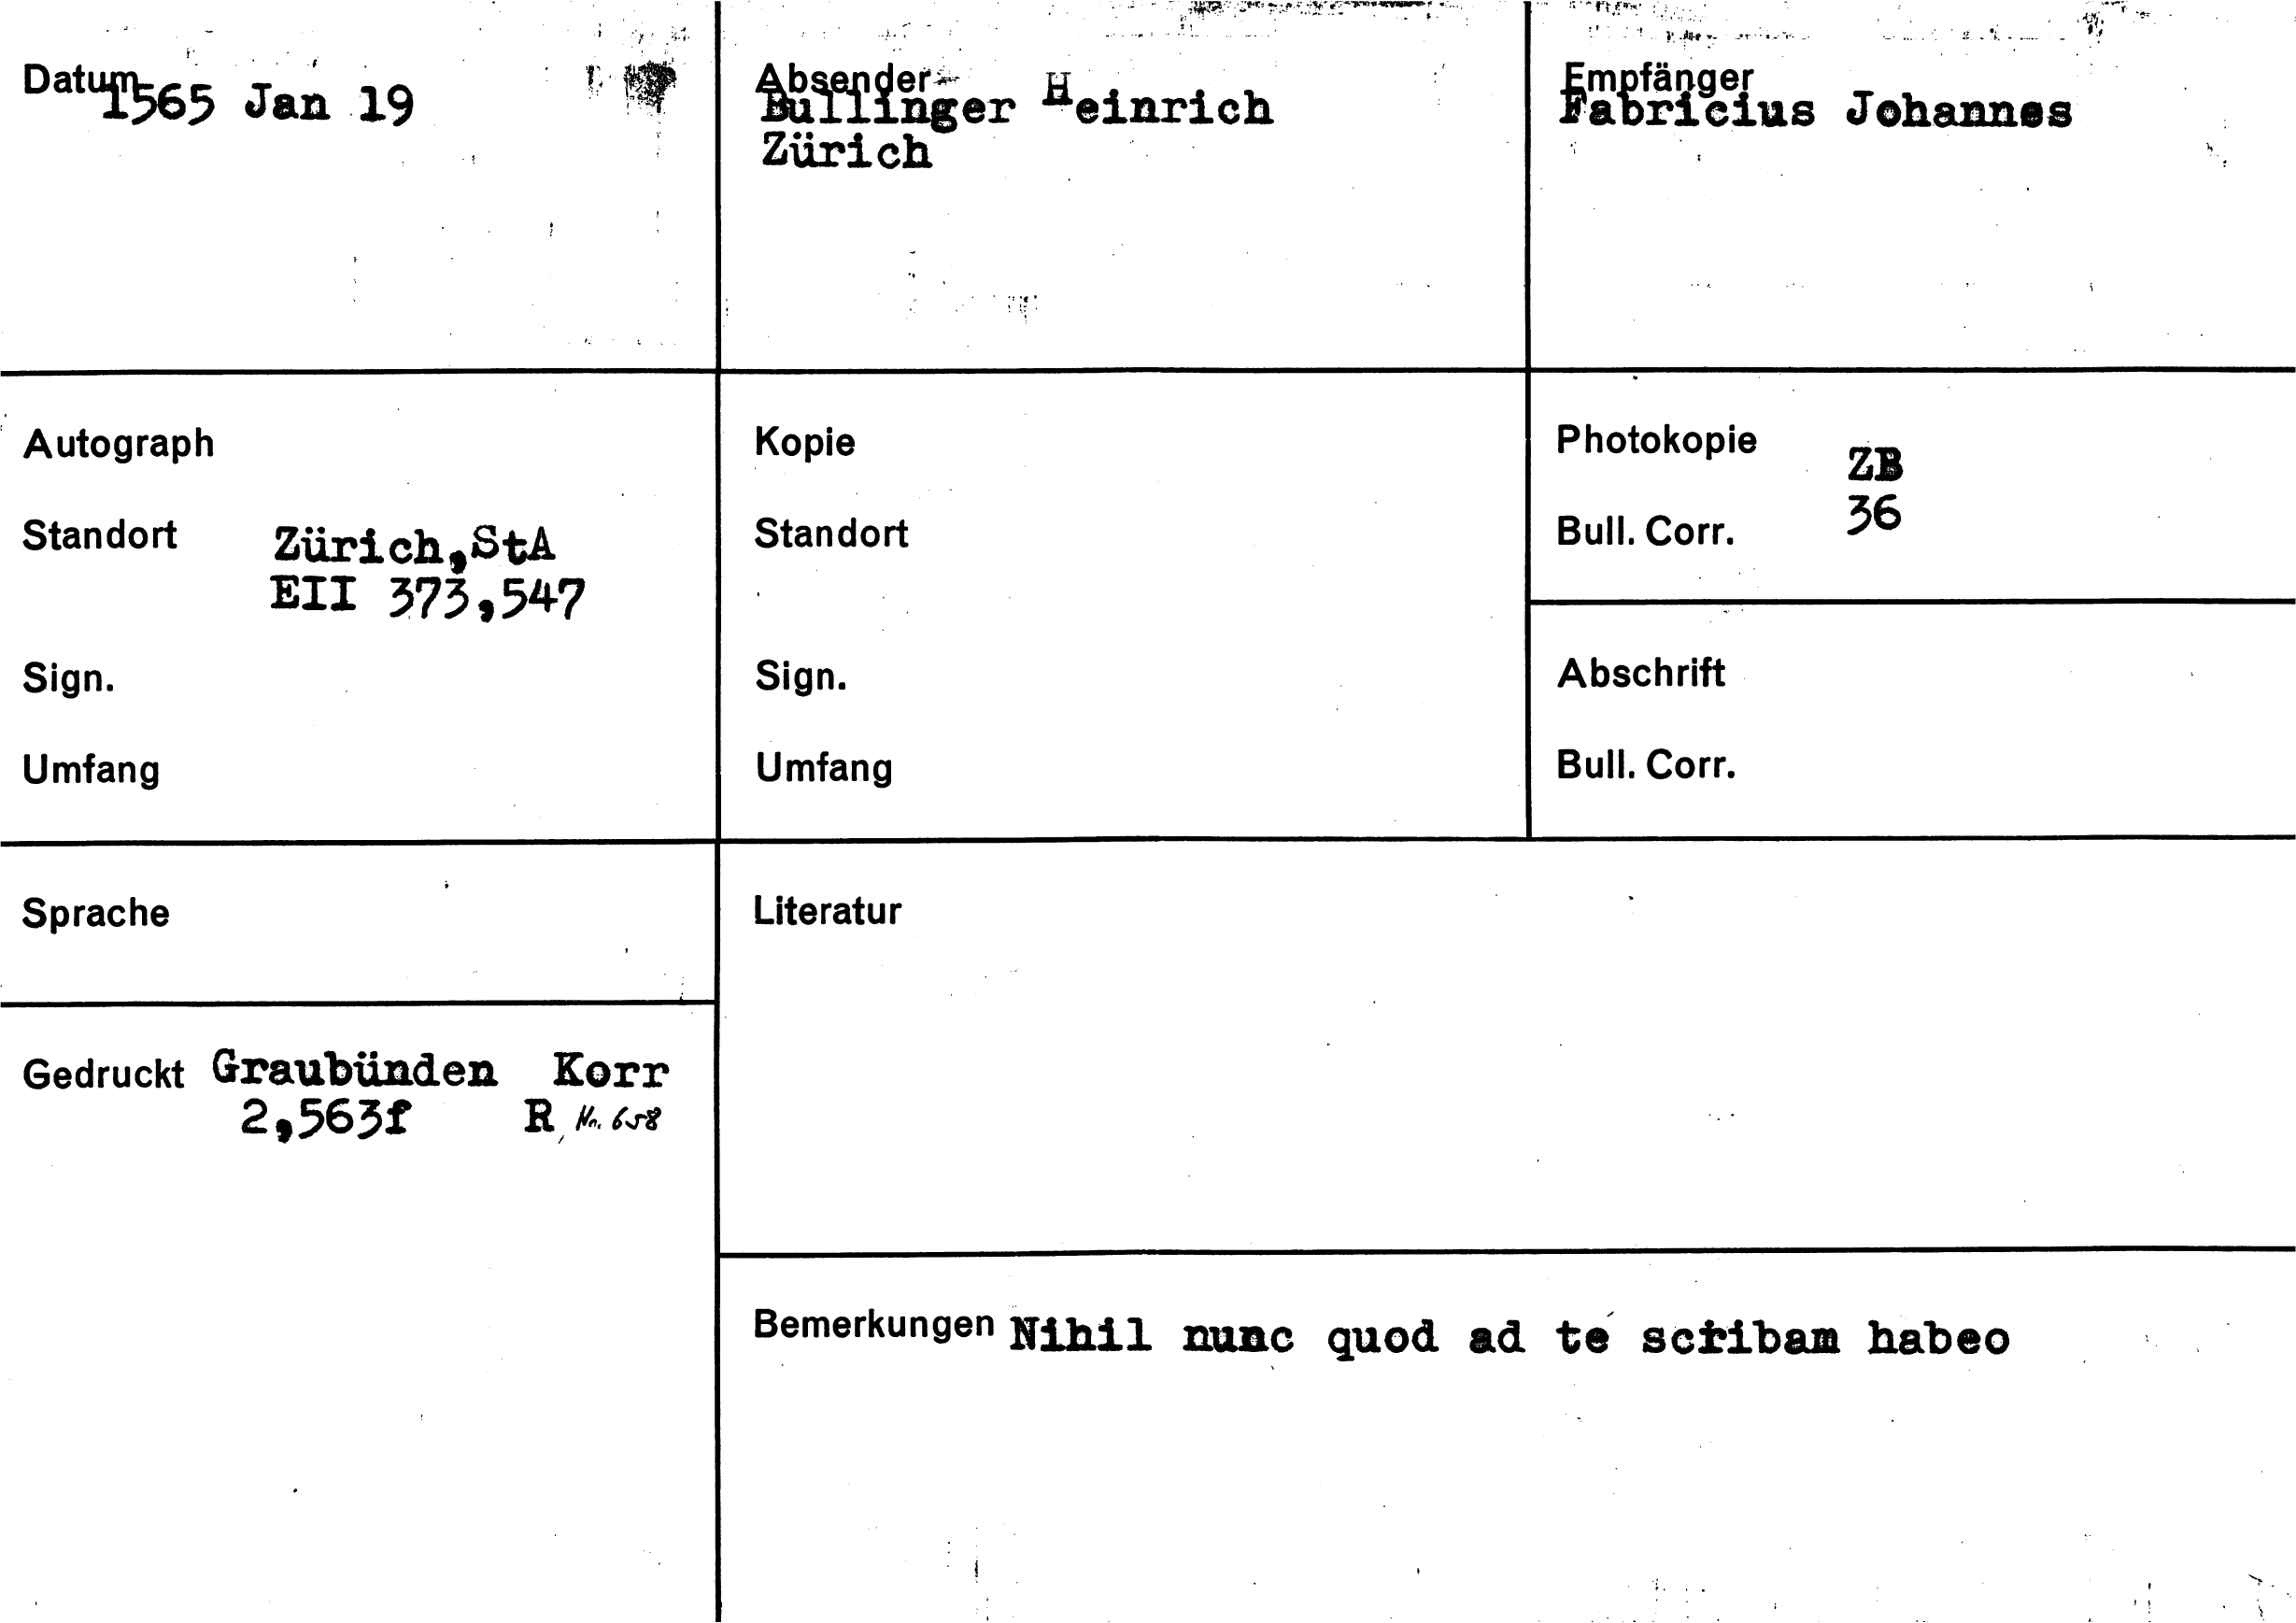 Datum 1565 Jan 19
Absender Bullinger Heinrich
Zürich
Empfänger Fabricius Johannes
Autograph
Standort Zürich,StA
EII 373,547
Sign.
Umfang
Kopie
Standort
Sign.
Umfang
Photokopie ZB
Bull. Corr. 36
Abschrift
Bull. Corr.
Sprache
Literatur
Gedruckt Graubünden Korr
2,563f R, Nr. 658
Bemerkungen Nihil nunc quod ad te scribam habeo